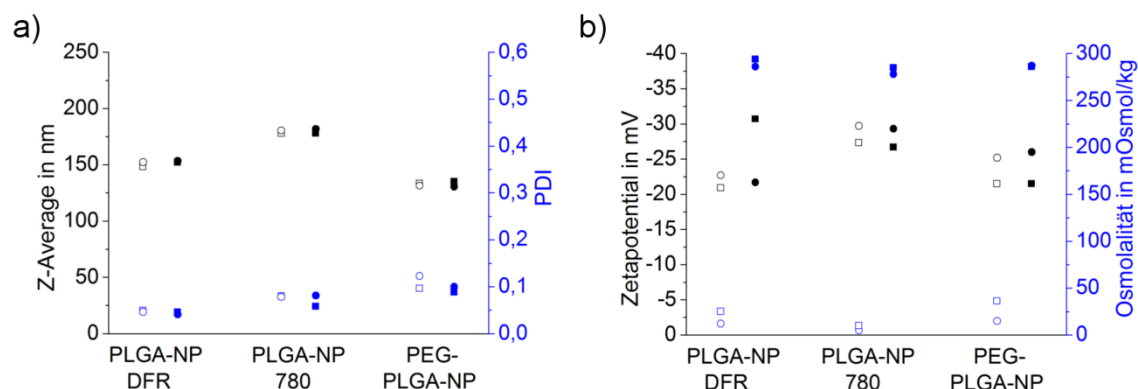 a)
Z-Average in nm
250
200
150
100
50
0
0,6
0,5
0,4
0,3
0,2
0,1
0,0
PDI
PLGA-NP
DFR
PLGA-NP
780
PEG-
PLGA-NP
b)
Zetapotential in mV
-40
-35
-30
-25
-20
-15
-10
-5
0
300
250
200
150
100
50
0
Osmolalität in mOsmol/kg
PLGA-NP
DFR
PLGA-NP
780
PEG-
PLGA-NP